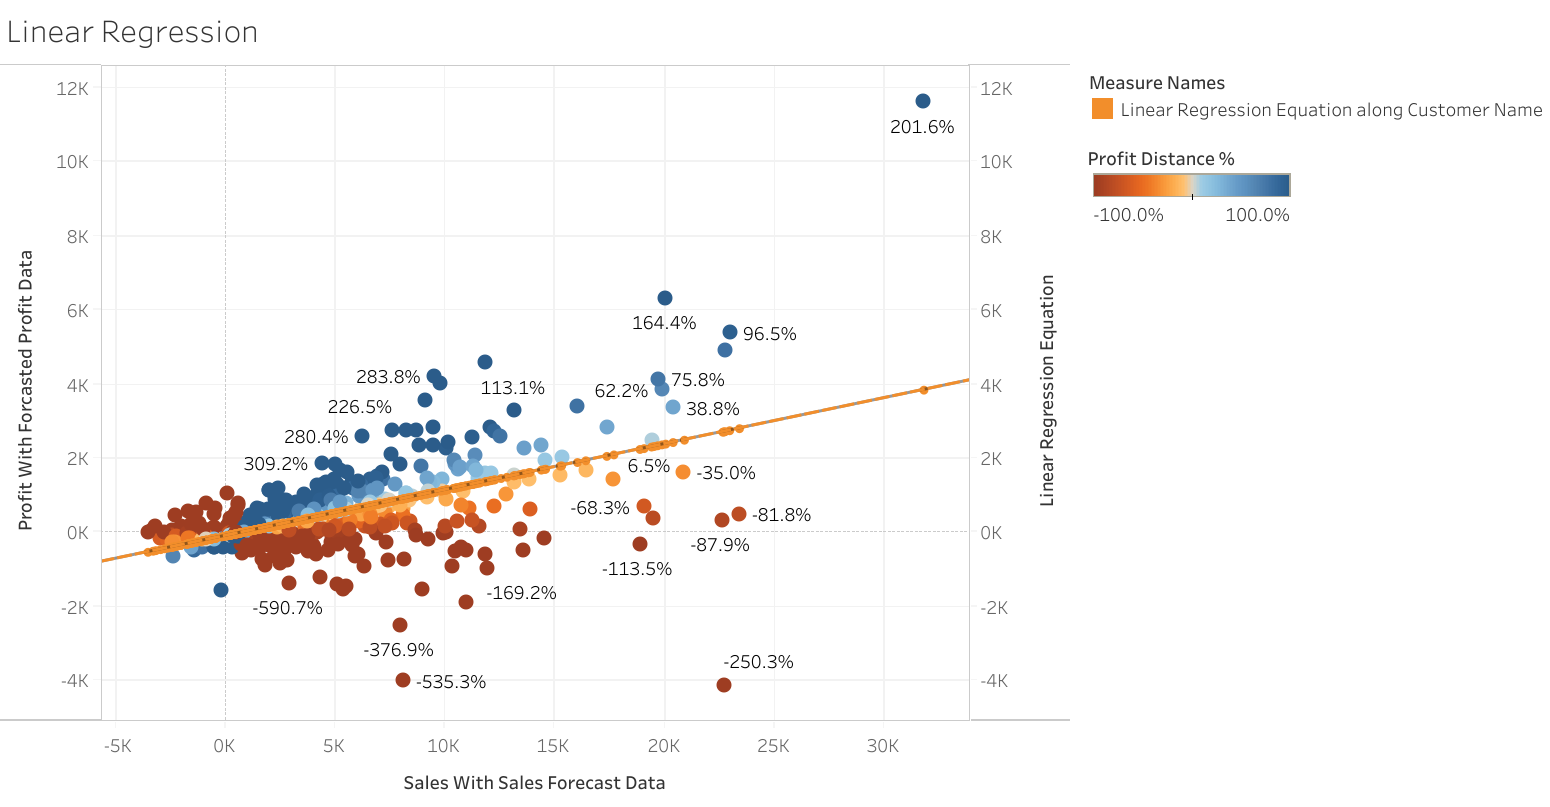 Linear Regression
Measure Names
Linear Regression Equation along Customer Name
Profit Distance %
-100.0%
100.0%
Profit With Forcasted Profit Data
12K
10K
8K
6K
4K
2K
0K
-2K
-4K
201.6%
164.4%
96.5%
283.8%
113.1%
62.2%
75.8%
226.5%
38.8%
280.4%
309.2%
6.5%
-35.0%
-68.3%
-81.8%
-87.9%
-113.5%
-169.2%
-590.7%
-376.9%
-250.3%
-535.3%
12K
10K
8K
6K
4K
2K
0K
-2K
-4K
Linear Regression Equation
-5K
0K
5K
10K
15K
20K
25K
30K
Sales With Sales Forecast Data